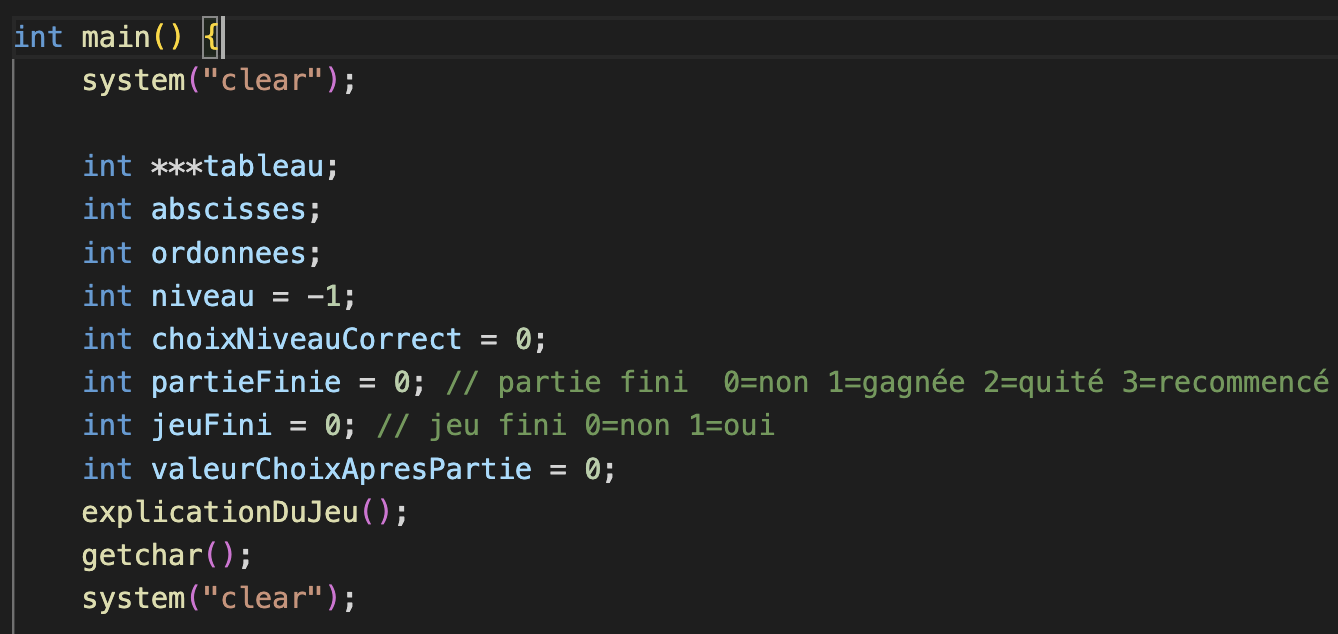 int main() {
system("clear");
int ***tableau;
int abscisses;
int ordonnees;
int niveau = -1;
int choixNiveauCorrect = 0;
int partieFinie = 0; // partie fini  0=non 1=gagnée 2=quité 3=recommencé
int jeuFini = 0; // jeu fini 0=non 1=oui
int valeurChoixApresPartie = 0;
explicationDuJeu();
getchar();
system("clear");